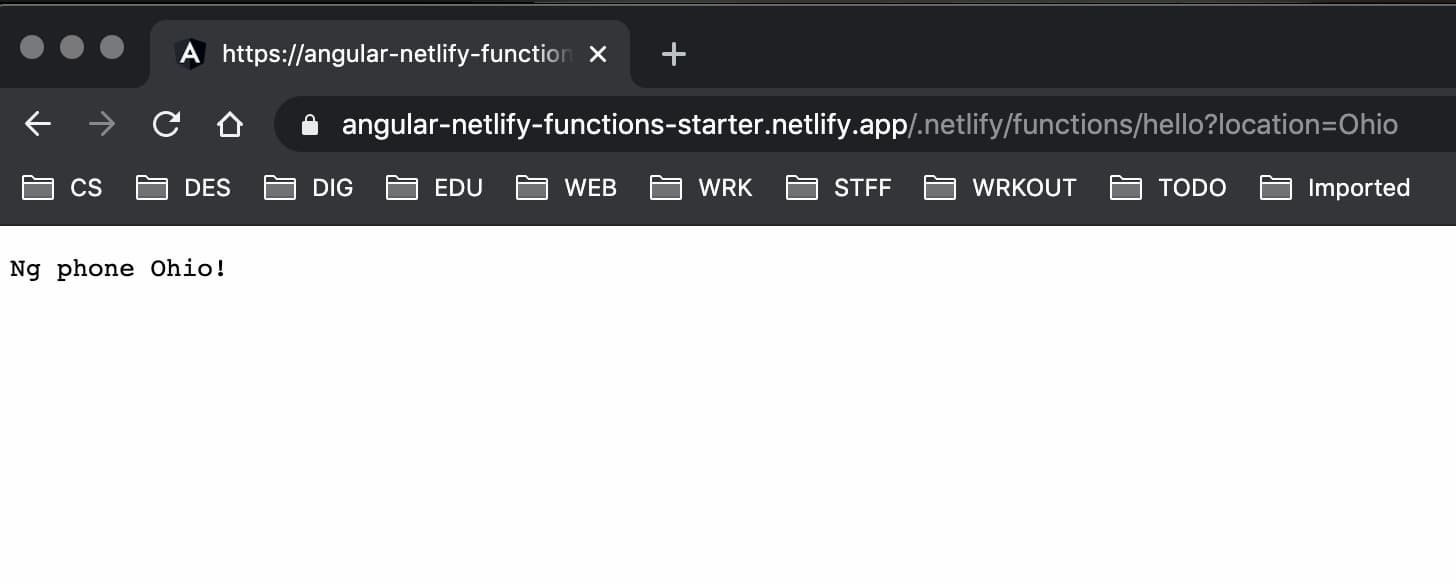 https://angular-netlify-function
angular-netlify-functions-starter.netlify.app/.netlify/functions/hello?location=Ohio
CS DES DIG EDU WEB WRK STFF WRKOUT TODO Imported
Ng phone Ohio!